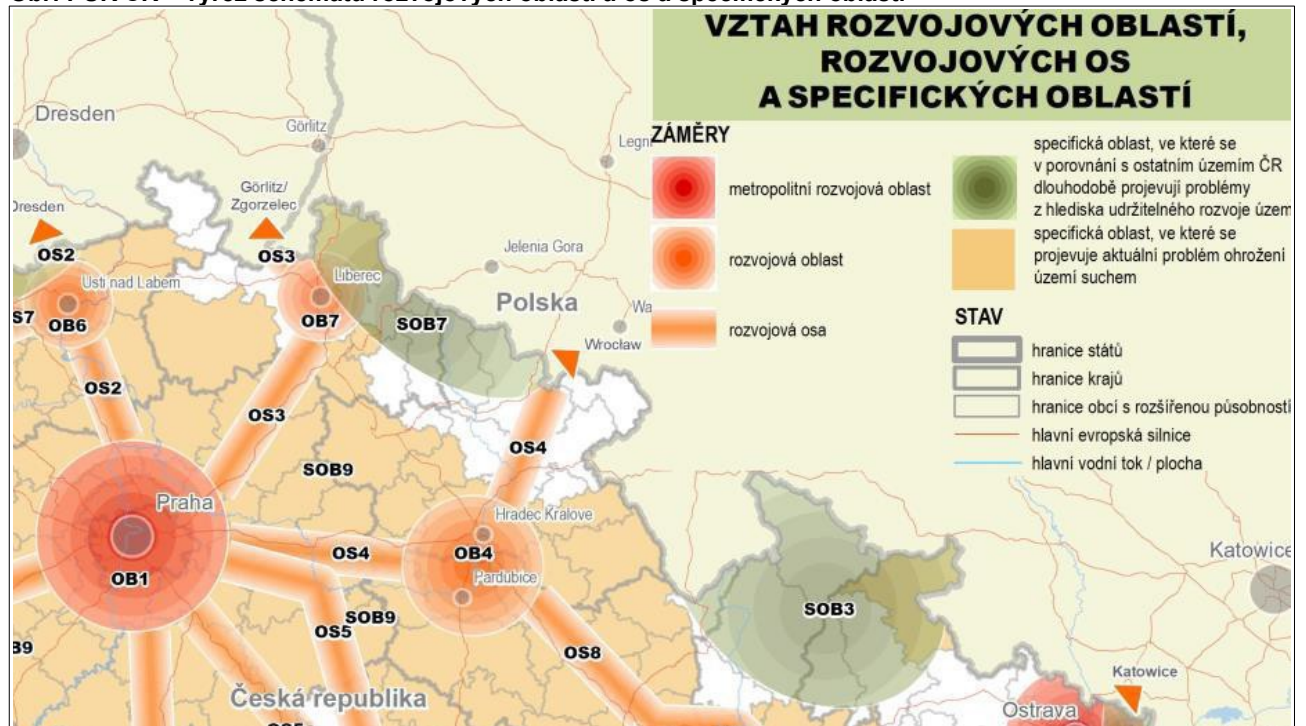 VZTAH ROZVOJOVÝCH OBLASTÍ,
ROZVOJOVÝCH OS
A SPECIFICKÝCH OBLASTÍ
ZÁMĚRY
metropolitní rozvojová oblast
rozvojová oblast
rozvojová osa
specifická oblast, ve které se
v porovnání s ostatním územím ČR
dlouhodobě projevují problémy
z hlediska udržitelného rozvoje územ
specifická oblast, ve které se
projevuje aktuální problém ohrožení
území suchem
STAV
hranice států
hranice krajů
hranice obcí s rozšířenou působností
hlavní evropská silnice
hlavní vodní tok / plocha
Dresden
Görlitz
Legni
Görlitz/
Zgorzelec
Dresden
OS2
OS3
Jelenia Gora
Usti nad Labem
Liberec
Polska
S7
OB6
OB7
SOB7
Wa
Wrocław
OS2
OS3
OS4
SOB9
Praha
Hradec Kralove
OS4
OB4
Katowice
OB1
Pardubice
SOB3
SOB9
OS5
B9
OS8
Katowice
Česká republika
Ostrava
OS5